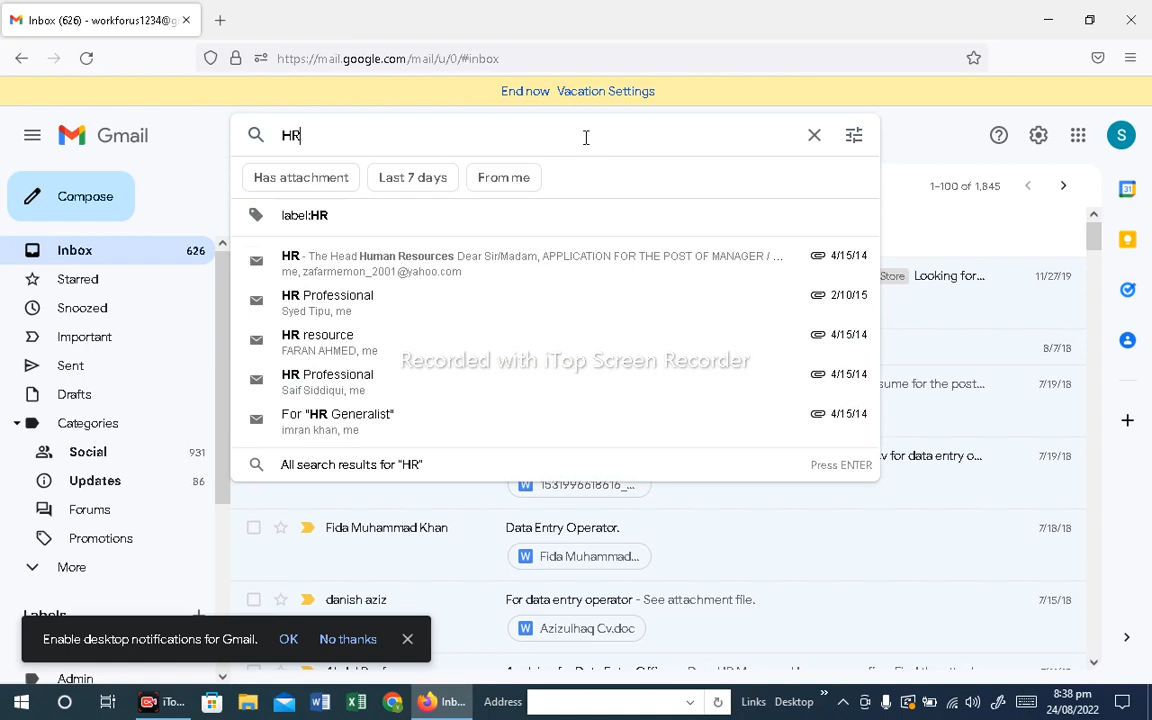 Inbox (626) - workforus1234@g
https://mail.google.com/mail/u/0/#inbox
End now Vacation Settings
Gmail
HR
S
Compose
Has attachment
Last 7 days
From me
1–100 of 1,845
label:HR
Inbox 626
HR - The Head Human Resources Dear Sir/Madam, APPLICATION FOR THE POST OF MANAGER / ... 4/15/14
me, zafarmemon_2001@yahoo.com
Store Looking for... 11/27/19
Starred
HR Professional 2/10/15
Syed Tipu, me
Snoozed
HR resource 4/15/14
FARAN AHMED, me
Important
8/7/18
Recorded with iTop Screen Recorder
Sent
HR Professional 4/15/14
Saif Siddiqui, me
sume for the post... 7/19/18
Drafts
For "HR Generalist" 4/15/14
imran khan, me
Categories
Social 931
cv for data entry o... 7/19/18
All search results for "HR" Press ENTER
Updates 86
W 1531996618616_...
Forums
Fida Muhammad Khan Data Entry Operator. 7/18/18
Promotions
W Fida Muhammad...
More
danish aziz For data entry operator - See attachment file. 7/15/18
Labels
W Azizulhaq Cv.doc
Enable desktop notifications for Gmail. OK No thanks
Admin
iTo...
Inb...
Address
Links Desktop
8:38 pm
24/08/2022